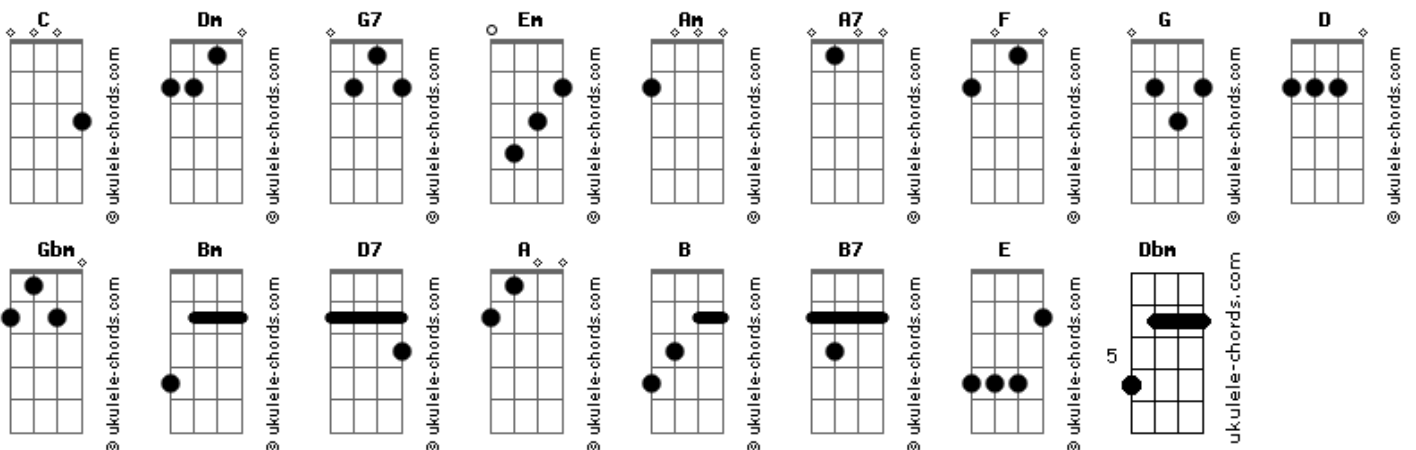 C Dm G7 Em Am A7 F G D
© ukulele-chords.com © ukulele-chords.com © ukulele-chords.com © ukulele-chords.com © ukulele-chords.com © ukulele-chords.com © ukulele-chords.com © ukulele-chords.com © ukulele-chords.com
Gbm Bm D7 A B B7 E Dbm
© ukulele-chords.com © ukulele-chords.com © ukulele-chords.com © ukulele-chords.com © ukulele-chords.com © ukulele-chords.com © ukulele-chords.com ukulele-chords.com
5